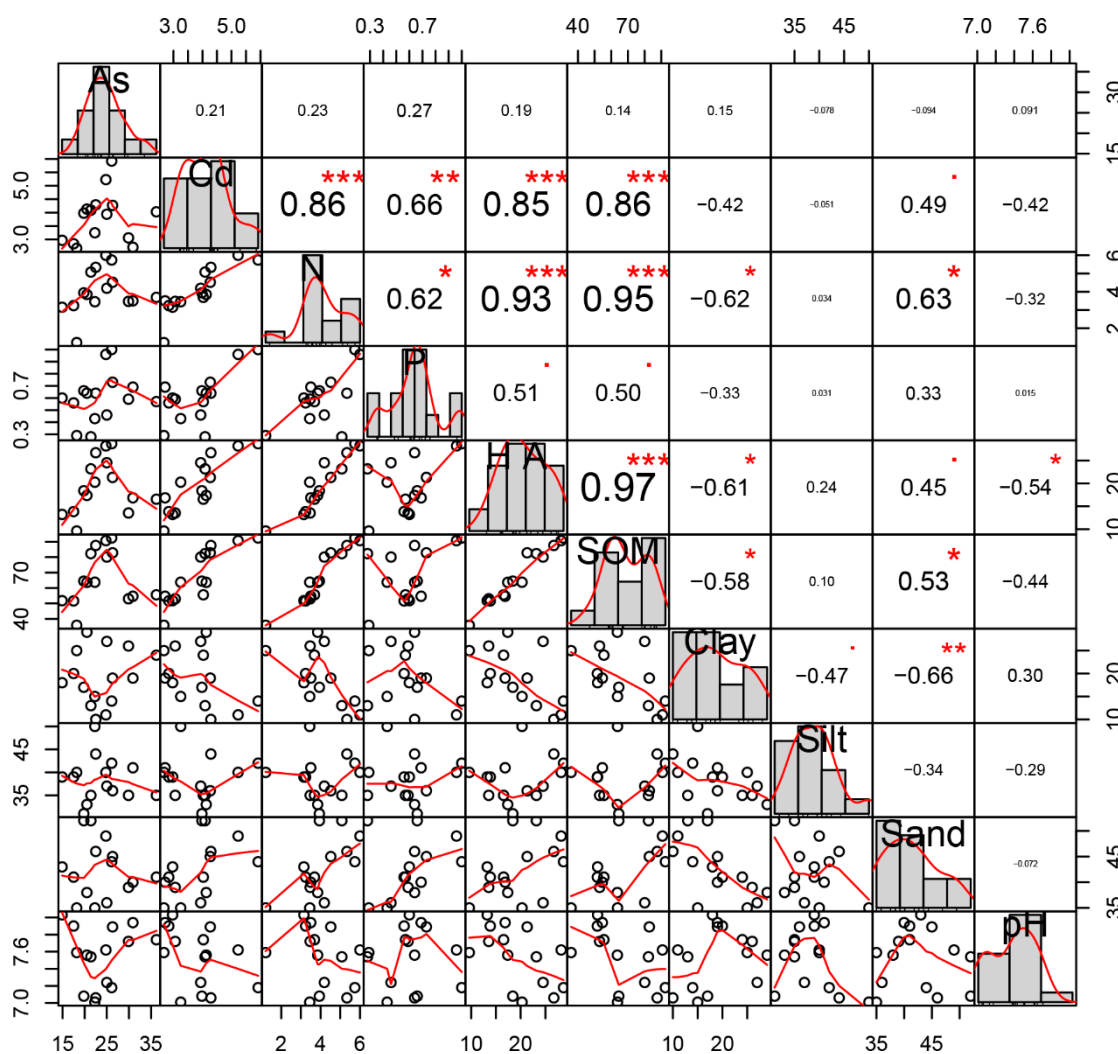 3.0 5.0 0.3 0.7 40 70 35 45 7.0 7.6
As 0.21 0.23 0.27 0.19 0.14 0.15 −0.078 −0.094 0.091 15 30
3.0 5.0 Cd 0.86 *** 0.66 ** 0.85 *** 0.86 *** −0.42 −0.051 0.49 . −0.42
N 0.62 * 0.93 *** 0.95 *** −0.62 * 0.034 0.63 * −0.32 2 4 6
0.3 0.7 P 0.51 . 0.50 . −0.33 0.031 0.33 0.015
H A 0.97 *** −0.61 * 0.24 0.45 . −0.54 * 10 20
40 70 SOM −0.58 * 0.10 0.53 * −0.44
Clay −0.47 . −0.66 ** 0.30 10 20
35 45 Silt −0.34 −0.29
Sand −0.072 35 45
7.0 7.6 pH
15 25 35 2 4 6 10 20 10 20 35 45